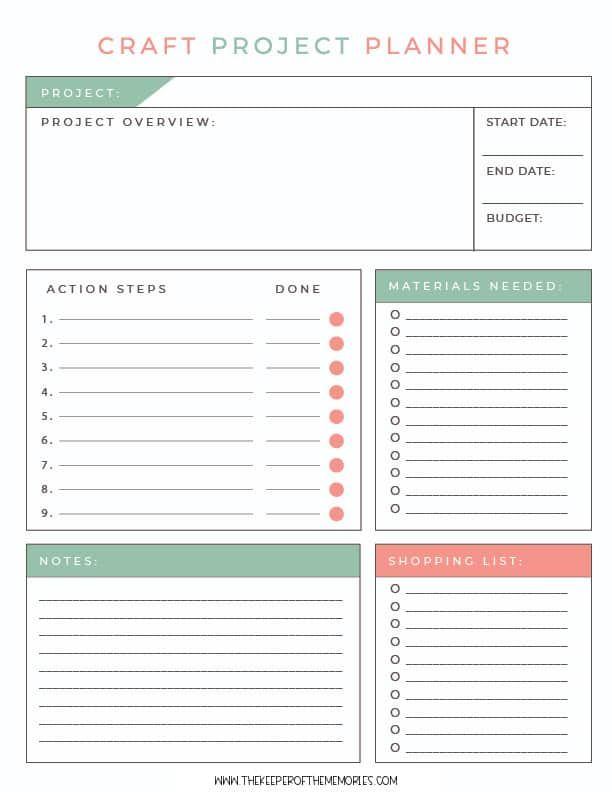 CRAFT PROJECT PLANNER
PROJECT:
PROJECT OVERVIEW:
START DATE:
END DATE:
BUDGET:
ACTION STEPS DONE
1.
2.
3.
4.
5.
6.
7.
8.
9.
MATERIALS NEEDED:
NOTES:
SHOPPING LIST:
WWW.THEKEEPEROFTHEMEMORIES.COM